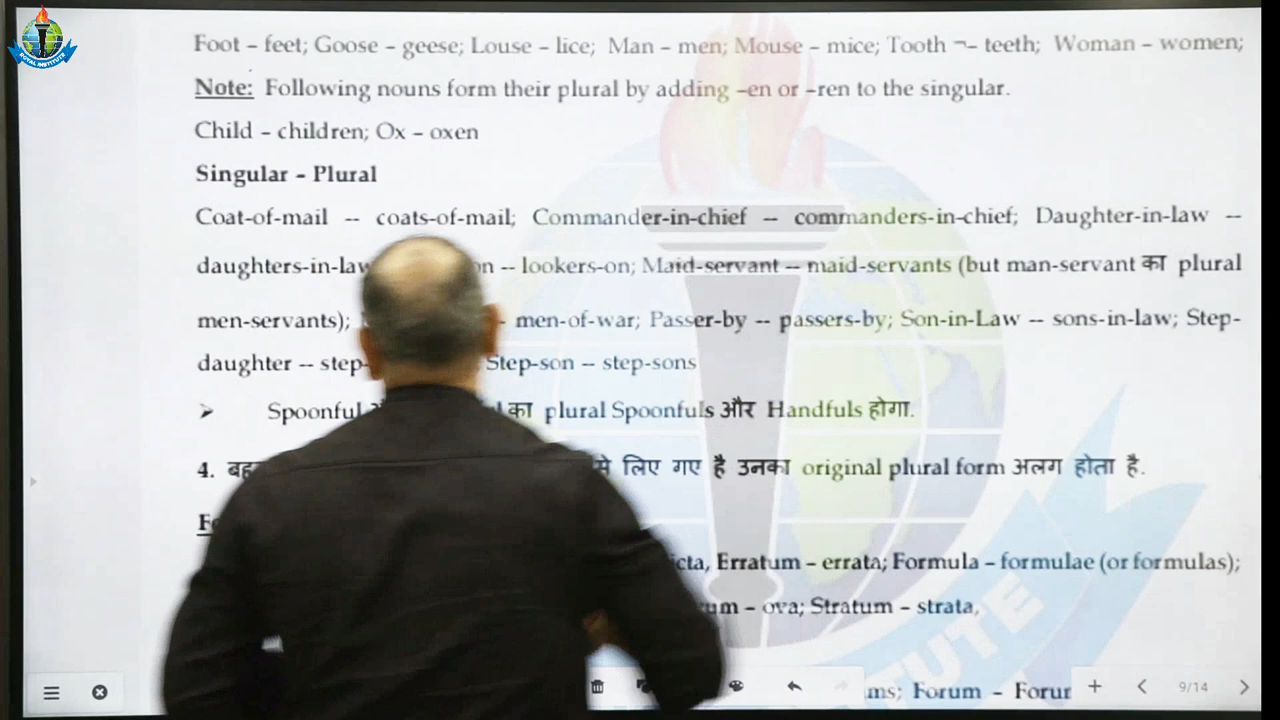 ROYAL INSTITUTE
Foot – feet; Goose – geese; Louse – lice; Man – men; Mouse – mice; Tooth ¬– teeth; Woman – women;
Note: Following nouns form their plural by adding –en or –ren to the singular.
Child – children; Ox – oxen
Singular – Plural
Coat-of-mail -- coats-of-mail; Commander-in-chief -- commanders-in-chief; Daughter-in-law --
daughters-in-law -- lookers-on; Maid-servant -- maid-servants (but man-servant का plural
men-servants); - men-of-war; Passer-by -- passers-by; Son-in-Law -- sons-in-law; Step-
daughter -- step- Step-son -- step-sons
➢ Spoonful का plural Spoonfuls और Handfuls होगा.
4. से लिए गए है उनका original plural form अलग होता है.
Erratum – errata; Formula – formulae (or formulas);
– ova; Stratum – strata,
Forum –
9/14